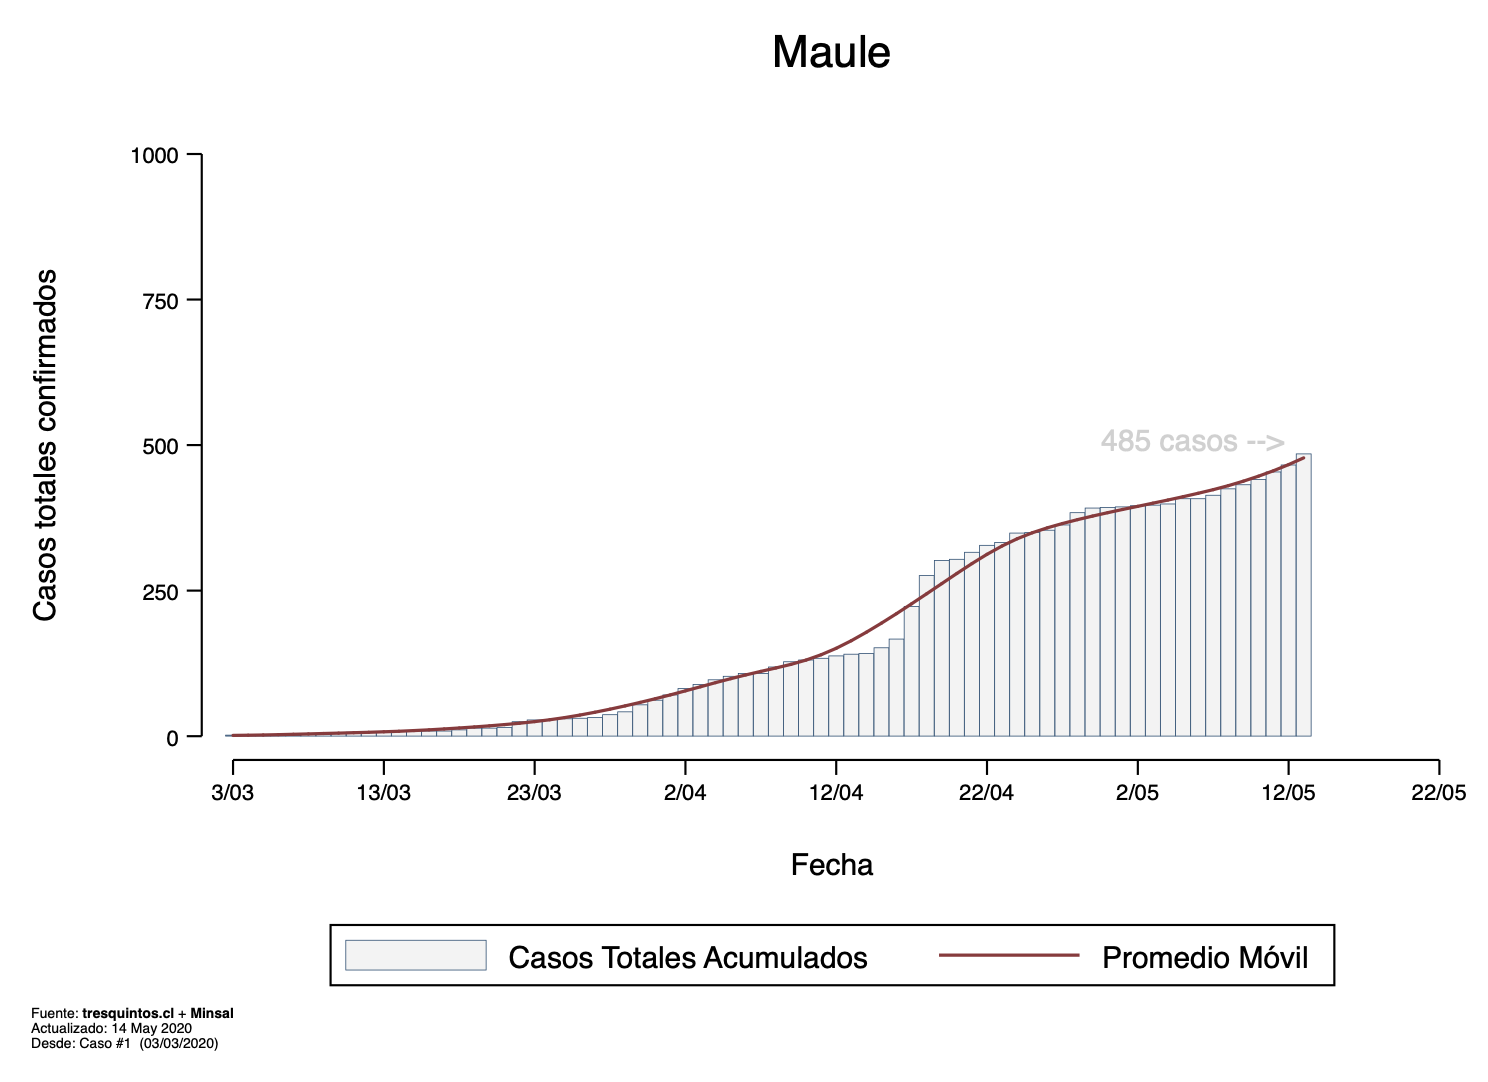 Maule
Casos totales confirmados
1000
750
500
250
0
485 casos -->
3/03 13/03 23/03 2/04 12/04 22/04 2/05 12/05 22/05
Fecha
Casos Totales Acumulados Promedio Móvil
Fuente: tresquintos.cl + Minsal
Actualizado: 14 May 2020
Desde: Caso #1 (03/03/2020)